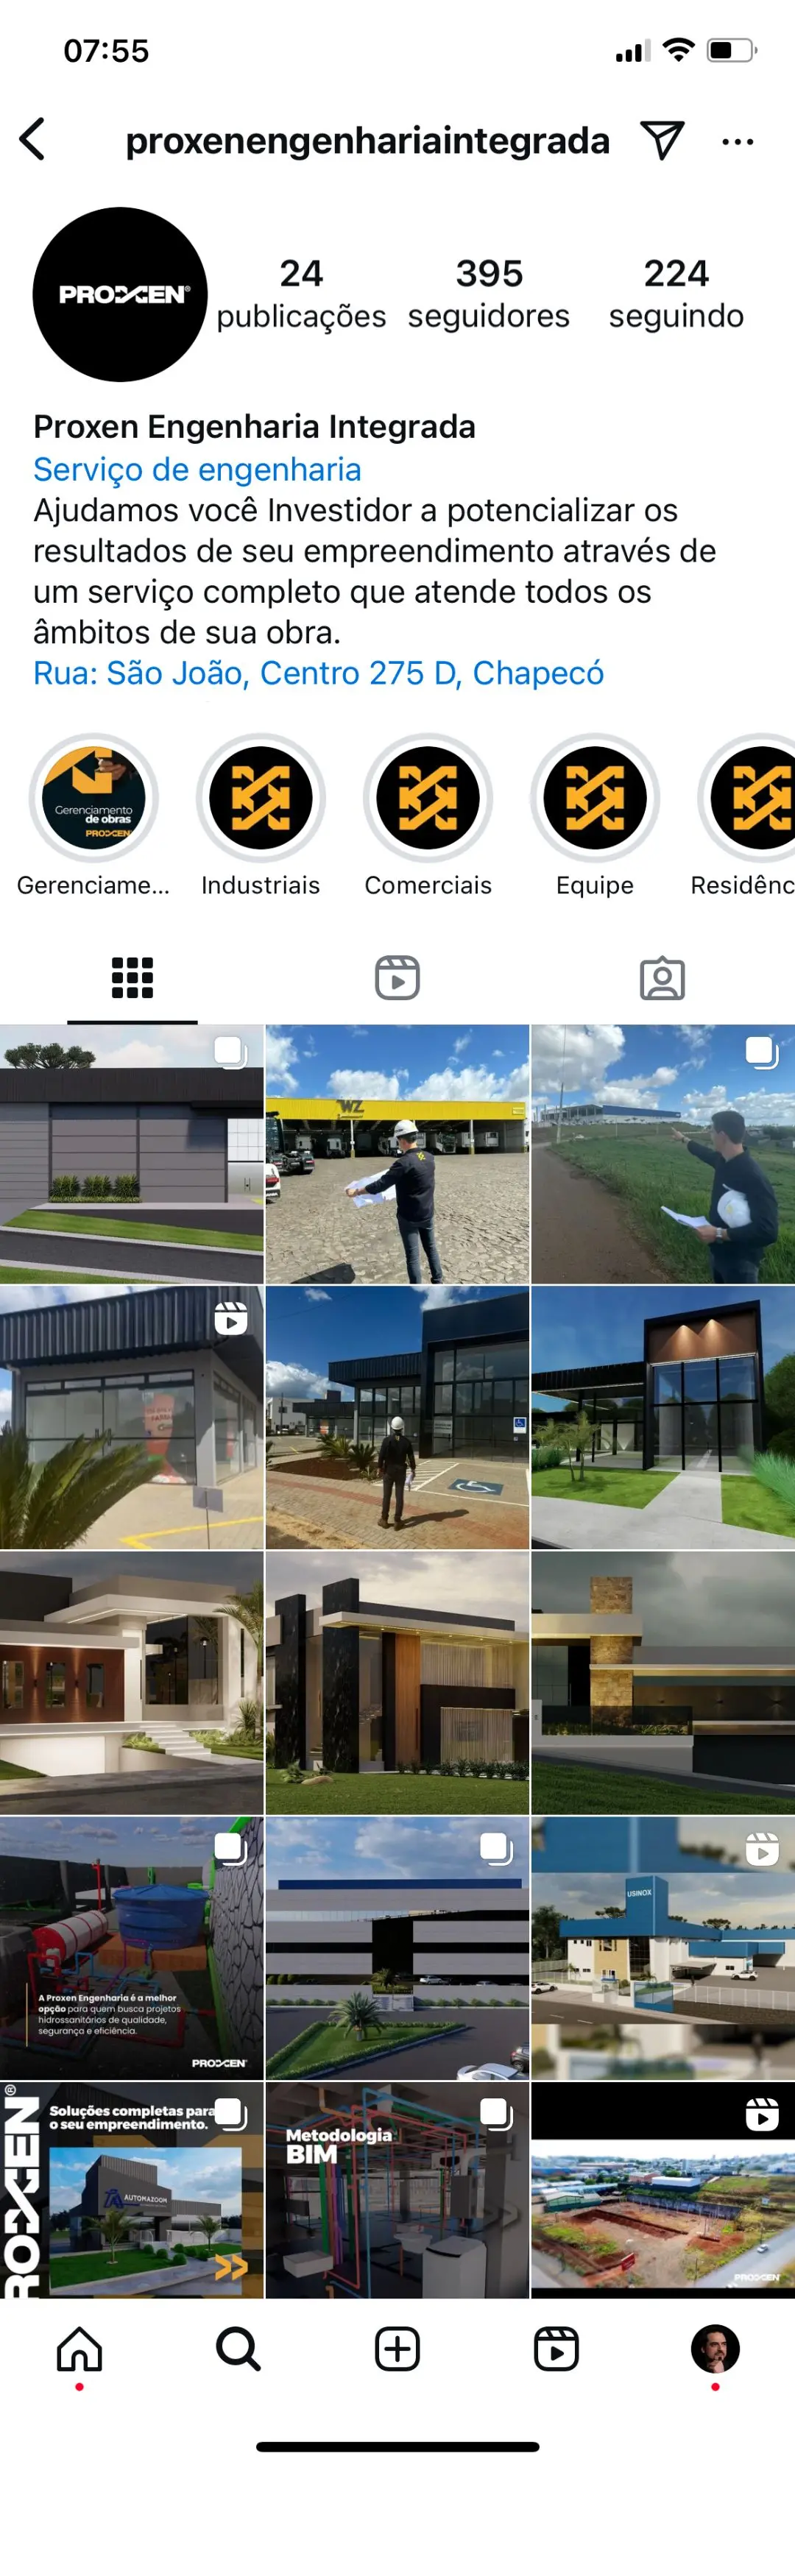 07:55
proxenengenhariaintegrada
PROXEN®
24
publicações
395
seguidores
224
seguindo
Proxen Engenharia Integrada
Serviço de engenharia
Ajudamos você Investidor a potencializar os
resultados de seu empreendimento através de
um serviço completo que atende todos os
âmbitos de sua obra.
Rua: São João, Centro 275 D, Chapecó
Gerenciamento
de obras
PROXEN
Gerenciame...
Industriais
Comerciais
Equipe
Residênc
WZ
USINOX
A Proxen Engenharia é a melhor
opção para quem busca projetos
hidrossanitários de qualidade,
segurança e eficiência.
PROXEN
ROXEN®
Soluções completas para
o seu empreendimento.
AUTOMAZOOM
Metodologia
BIM
PROXEN